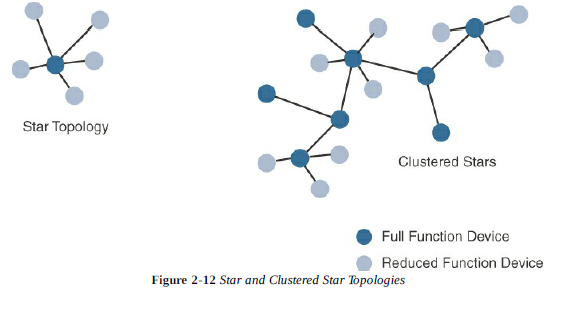 Star Topology
Clustered Stars
Full Function Device
Reduced Function Device
Figure 2-12 Star and Clustered Star Topologies